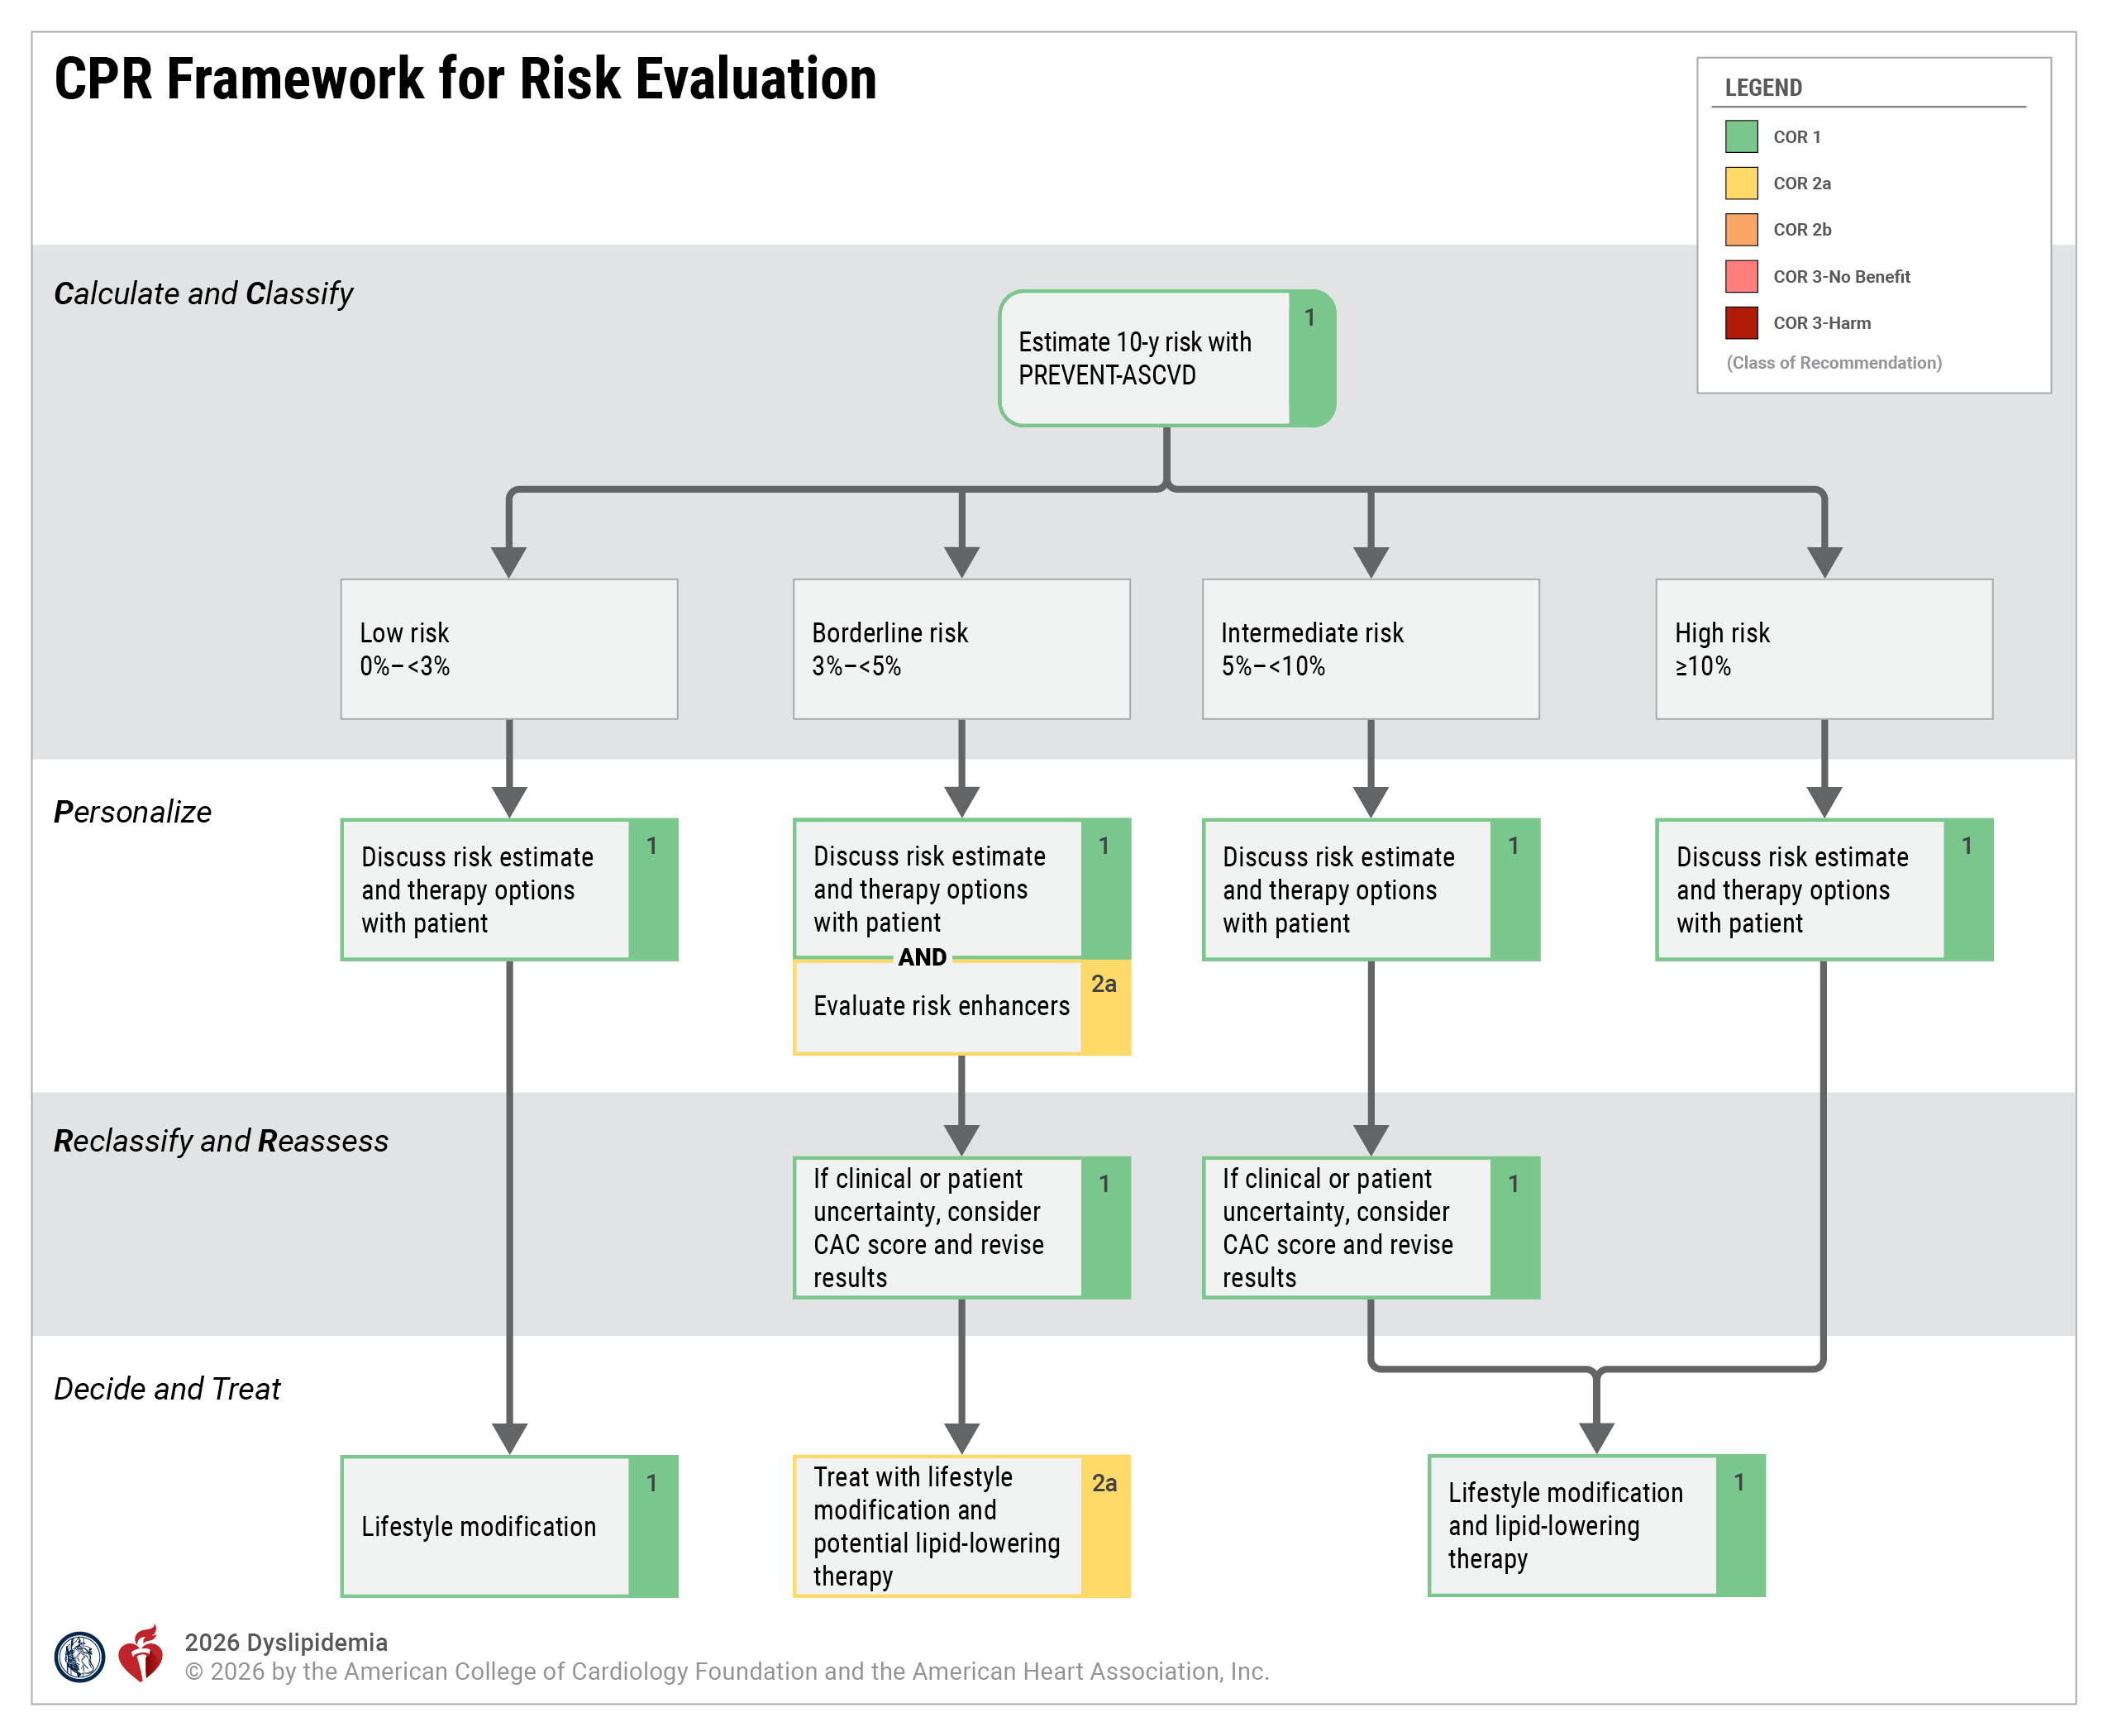 CPR Framework for Risk Evaluation
LEGEND
COR 1
COR 2a
COR 2b
COR 3-No Benefit
COR 3-Harm
(Class of Recommendation)
Calculate and Classify
Estimate 10-y risk with
PREVENT-ASCVD
1
Low risk
0%–<3%
Borderline risk
3%–<5%
Intermediate risk
5%–<10%
High risk
≥10%
Personalize
Discuss risk estimate
and therapy options
with patient
1
Discuss risk estimate
and therapy options
with patient
1
AND
Evaluate risk enhancers
2a
Discuss risk estimate
and therapy options
with patient
1
Discuss risk estimate
and therapy options
with patient
1
Reclassify and Reassess
If clinical or patient
uncertainty, consider
CAC score and revise
results
1
If clinical or patient
uncertainty, consider
CAC score and revise
results
1
Decide and Treat
Lifestyle modification
1
Treat with lifestyle
modification and
potential lipid-lowering
therapy
2a
Lifestyle modification
and lipid-lowering
therapy
1
2026 Dyslipidemia
© 2026 by the American College of Cardiology Foundation and the American Heart Association, Inc.